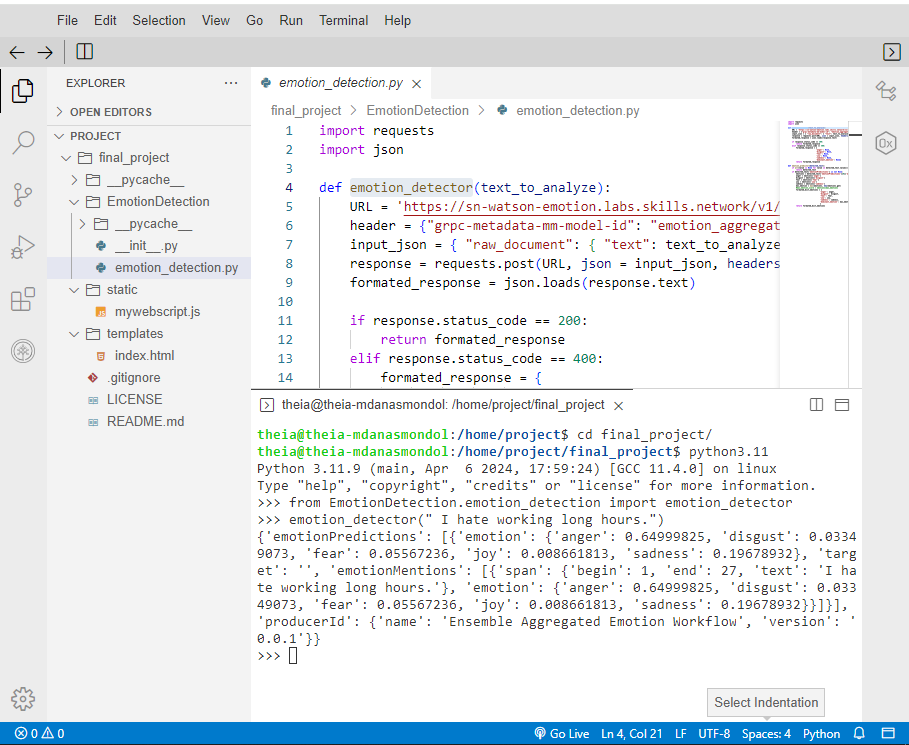 File Edit Selection View Go Run Terminal Help
EXPLORER ...
OPEN EDITORS
PROJECT
final_project
__pycache__
EmotionDetection
__pycache__
__init__.py
emotion_detection.py
static
mywebscript.js
templates
index.html
.gitignore
LICENSE
README.md
emotion_detection.py
final_project > EmotionDetection > emotion_detection.py
1 import requests
2 import json
3
4 def emotion_detector(text_to_analyze):
5 URL = 'https://sn-watson-emotion.labs.skills.network/v1/
6 header = {"grpc-metadata-mm-model-id": "emotion_aggregat
7 input_json = { "raw_document": { "text": text_to_analyze
8 response = requests.post(URL, json = input_json, headers
9 formated_response = json.loads(response.text)
10
11 if response.status_code == 200:
12 return formated_response
13 elif response.status_code == 400:
14 formated_response = {
theia@theia-mdanasmondol: /home/project/final_project
theia@theia-mdanasmondol:/home/project$ cd final_project/
theia@theia-mdanasmondol:/home/project/final_project$ python3.11
Python 3.11.9 (main, Apr  6 2024, 17:59:24) [GCC 11.4.0] on linux
Type "help", "copyright", "credits" or "license" for more information.
>>> from EmotionDetection.emotion_detection import emotion_detector
>>> emotion_detector(" I hate working long hours.")
{'emotionPredictions': [{'emotion': {'anger': 0.64999825, 'disgust': 0.0334
9073, 'fear': 0.05567236, 'joy': 0.008661813, 'sadness': 0.19678932}, 'targ
et': '', 'emotionMentions': [{'span': {'begin': 1, 'end': 27, 'text': 'I ha
te working long hours.'}, 'emotion': {'anger': 0.64999825, 'disgust': 0.033
49073, 'fear': 0.05567236, 'joy': 0.008661813, 'sadness': 0.19678932}}]}],
'producerId': {'name': 'Ensemble Aggregated Emotion Workflow', 'version': '
0.0.1'}}
>>>
Select Indentation
0 0 Go Live Ln 4, Col 21 LF UTF-8 Spaces: 4 Python